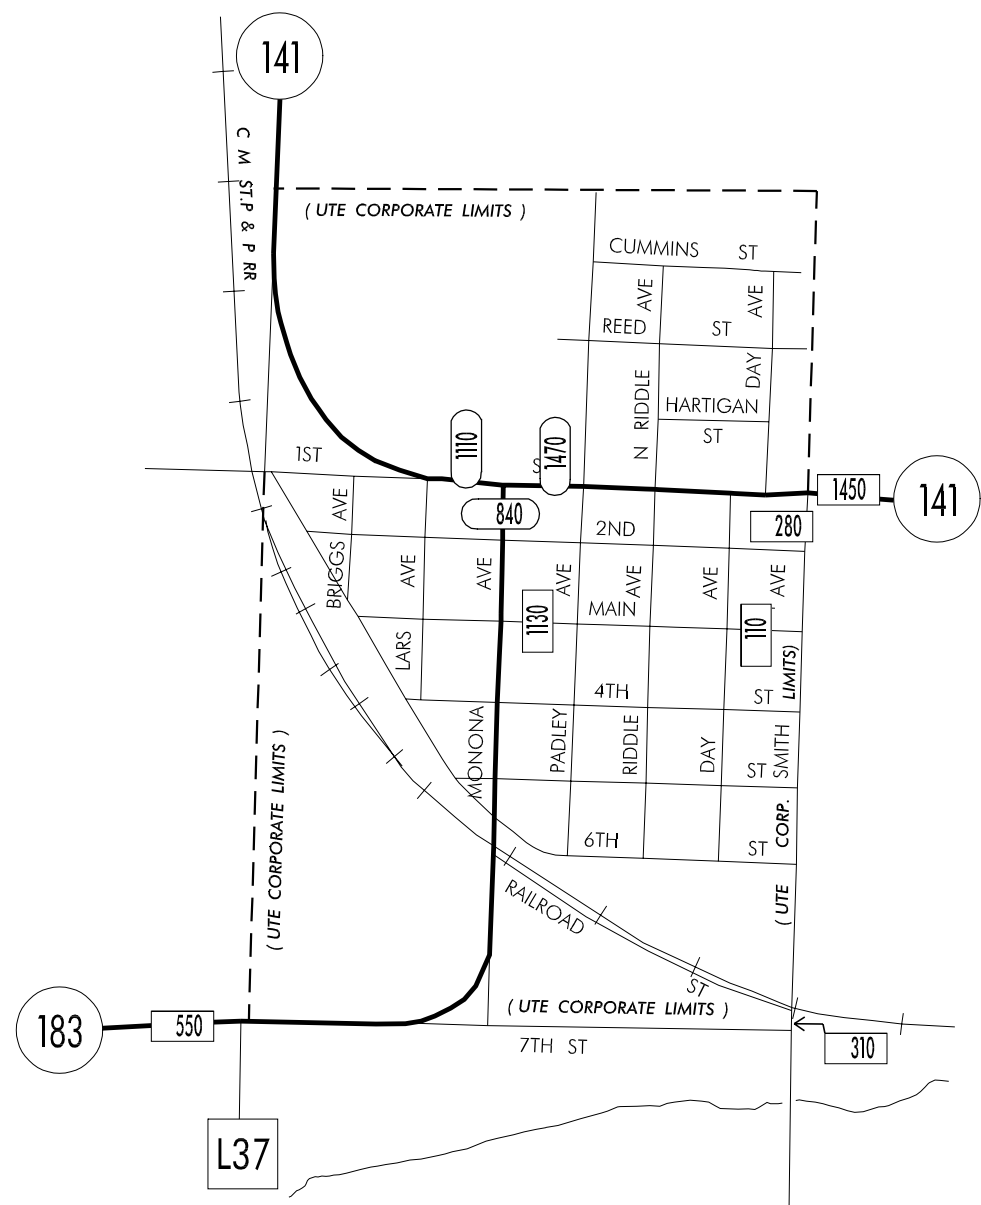 141
C M ST.P & P RR
( UTE CORPORATE LIMITS )
CUMMINS ST
AVE
AVE
REED ST
N RIDDLE
DAY
HARTIGAN
ST
1110
1470
1ST
S
1450
141
840
280
2ND
BRIGGS AVE
AVE
AVE
AVE
AVE
AVE
AVE
MAIN
1130
110
LARS
4TH ST
LIMITS)
MONONA
PADLEY
RIDDLE
DAY
SMITH
ST
( UTE CORPORATE LIMITS )
6TH ST
( UTE CORP.
RAILROAD ST
( UTE CORPORATE LIMITS )
183
550
7TH ST
310
L37